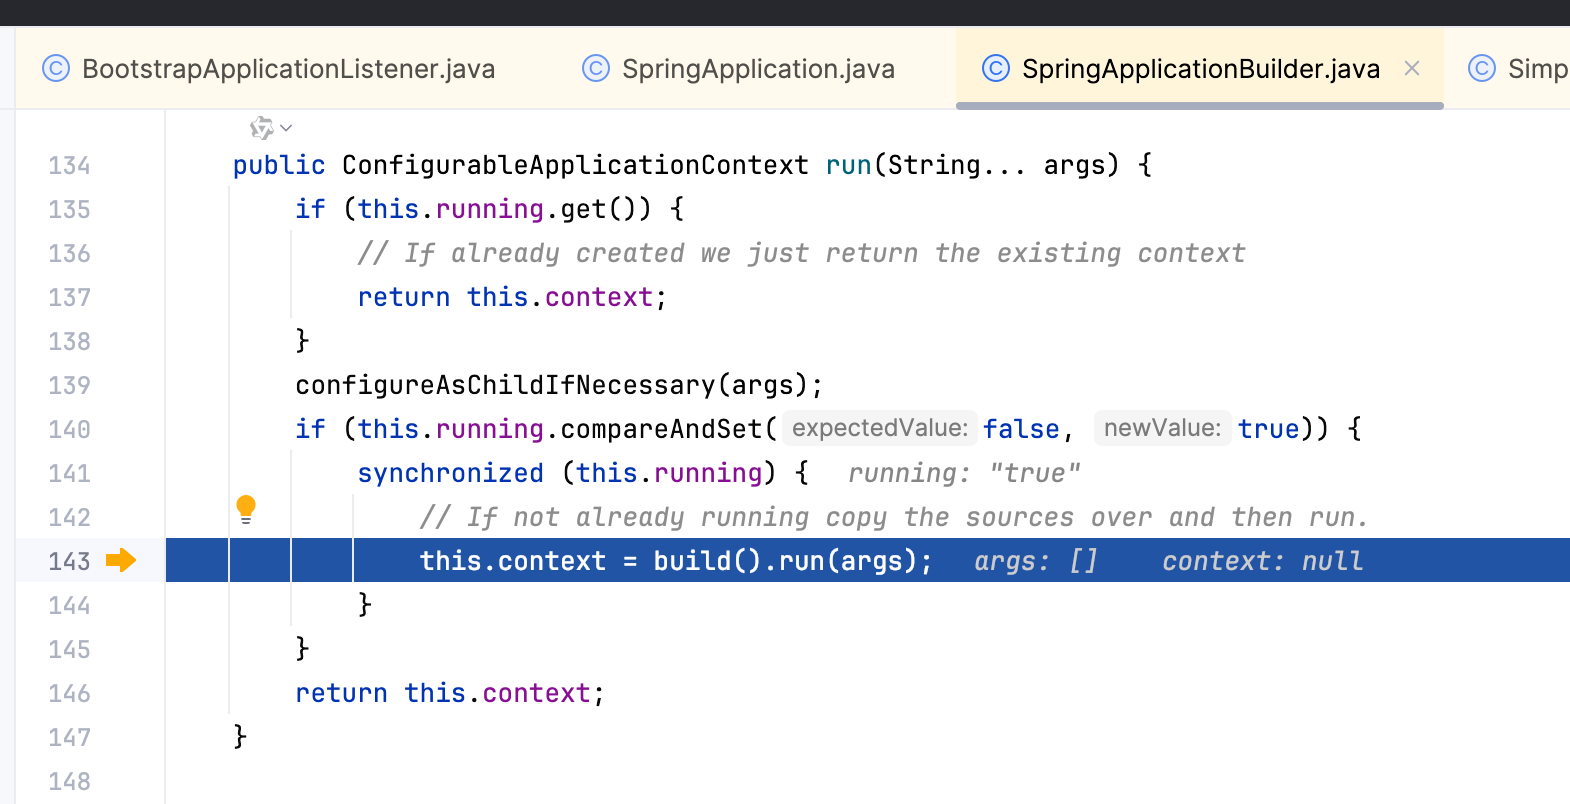 BootstrapApplicationListener.java SpringApplication.java SpringApplicationBuilder.java Simp
134 public ConfigurableApplicationContext run(String... args) {
135 if (this.running.get()) {
136 // If already created we just return the existing context
137 return this.context;
138 }
139 configureAsChildIfNecessary(args);
140 if (this.running.compareAndSet( expectedValue: false, newValue: true)) {
141 synchronized (this.running) { running: "true"
142 // If not already running copy the sources over and then run.
143 this.context = build().run(args); args: [] context: null
144 }
145 }
146 return this.context;
147 }
148